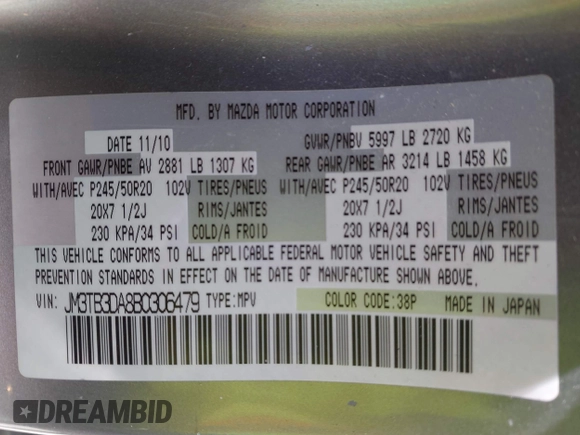 MFD. BY MAZDA MOTOR CORPORATION
DATE 11/10 GVWR/PNBV 5997 LB 2720 KG
FRONT GAWR/PNBE AV 2881 LB 1307 KG REAR GAWR/PNBE AR 3214 LB 1458 KG
WITH/AVEC P245/50R20 102V TIRES/PNEUS WITH/AVEC P245/50R20 102V TIRES/PNEUS
20X7 1/2J RIMS/JANTES 20X7 1/2J RIMS/JANTES
230 KPA/34 PSI COLD/A FROID 230 KPA/34 PSI COLD/A FROID
THIS VEHICLE CONFORMS TO ALL APPLICABLE FEDERAL MOTOR VEHICLE SAFETY AND THEFT
PREVENTION STANDARDS IN EFFECT ON THE DATE OF MANUFACTURE SHOWN ABOVE.
VIN: JM3TB3DA8B0306479 TYPE:MPV COLOR CODE:38P MADE IN JAPAN
DREAMBID